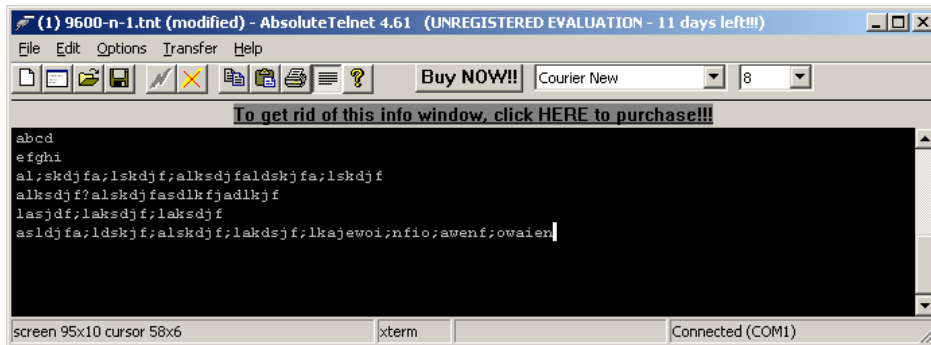 (1) 9600-n-1.tnt (modified) - AbsoluteTelnet 4.61 (UNREGISTERED EVALUATION - 11 days left!!!)
File Edit Options Transfer Help
Buy NOW!! Courier New 8
To get rid of this info window, click HERE to purchase!!!
abcd
efghi
al;skdjfa;lskdjf;alksdjfaldskjfa;lskdjf
alksdjf?alskdjfasdlkfjadlkjf
lasjdf;laksdjf;laksdjf
asldjfa;ldskjf;alskdjf;lakdsjf;lkajewoi;nfio;awenf;owaien
screen 95x10 cursor 58x6 xterm Connected (COM1)